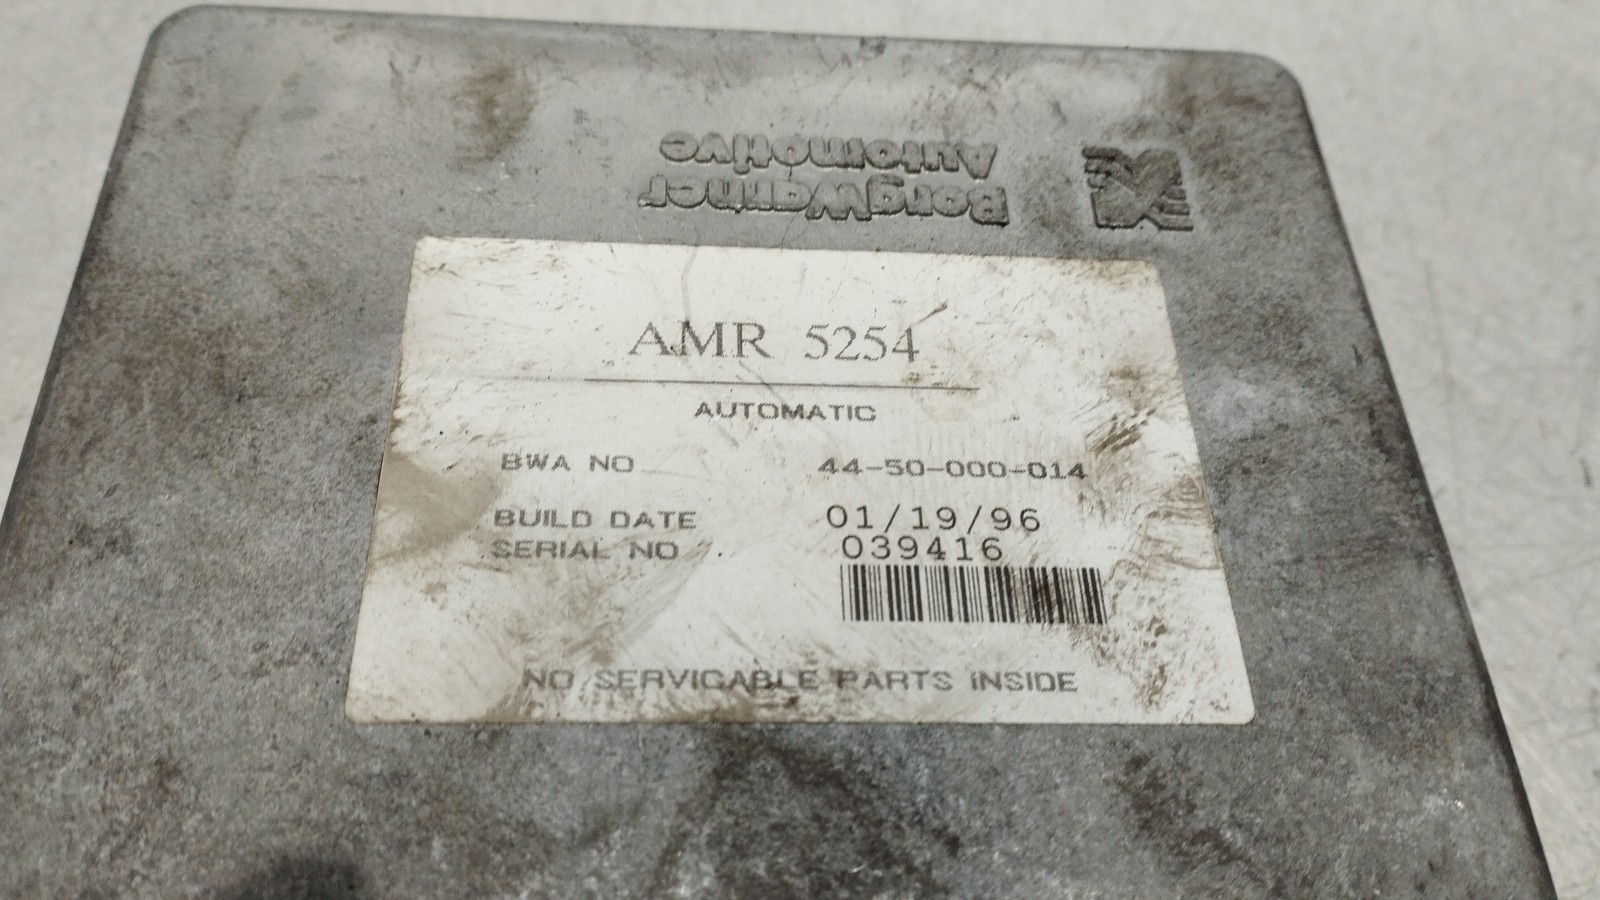 BorgWarner
Automotive
AMR 5254
AUTOMATIC
BWA NO 44-50-000-014
BUILD DATE 01/19/96
SERIAL NO 039416
NO SERVICABLE PARTS INSIDE